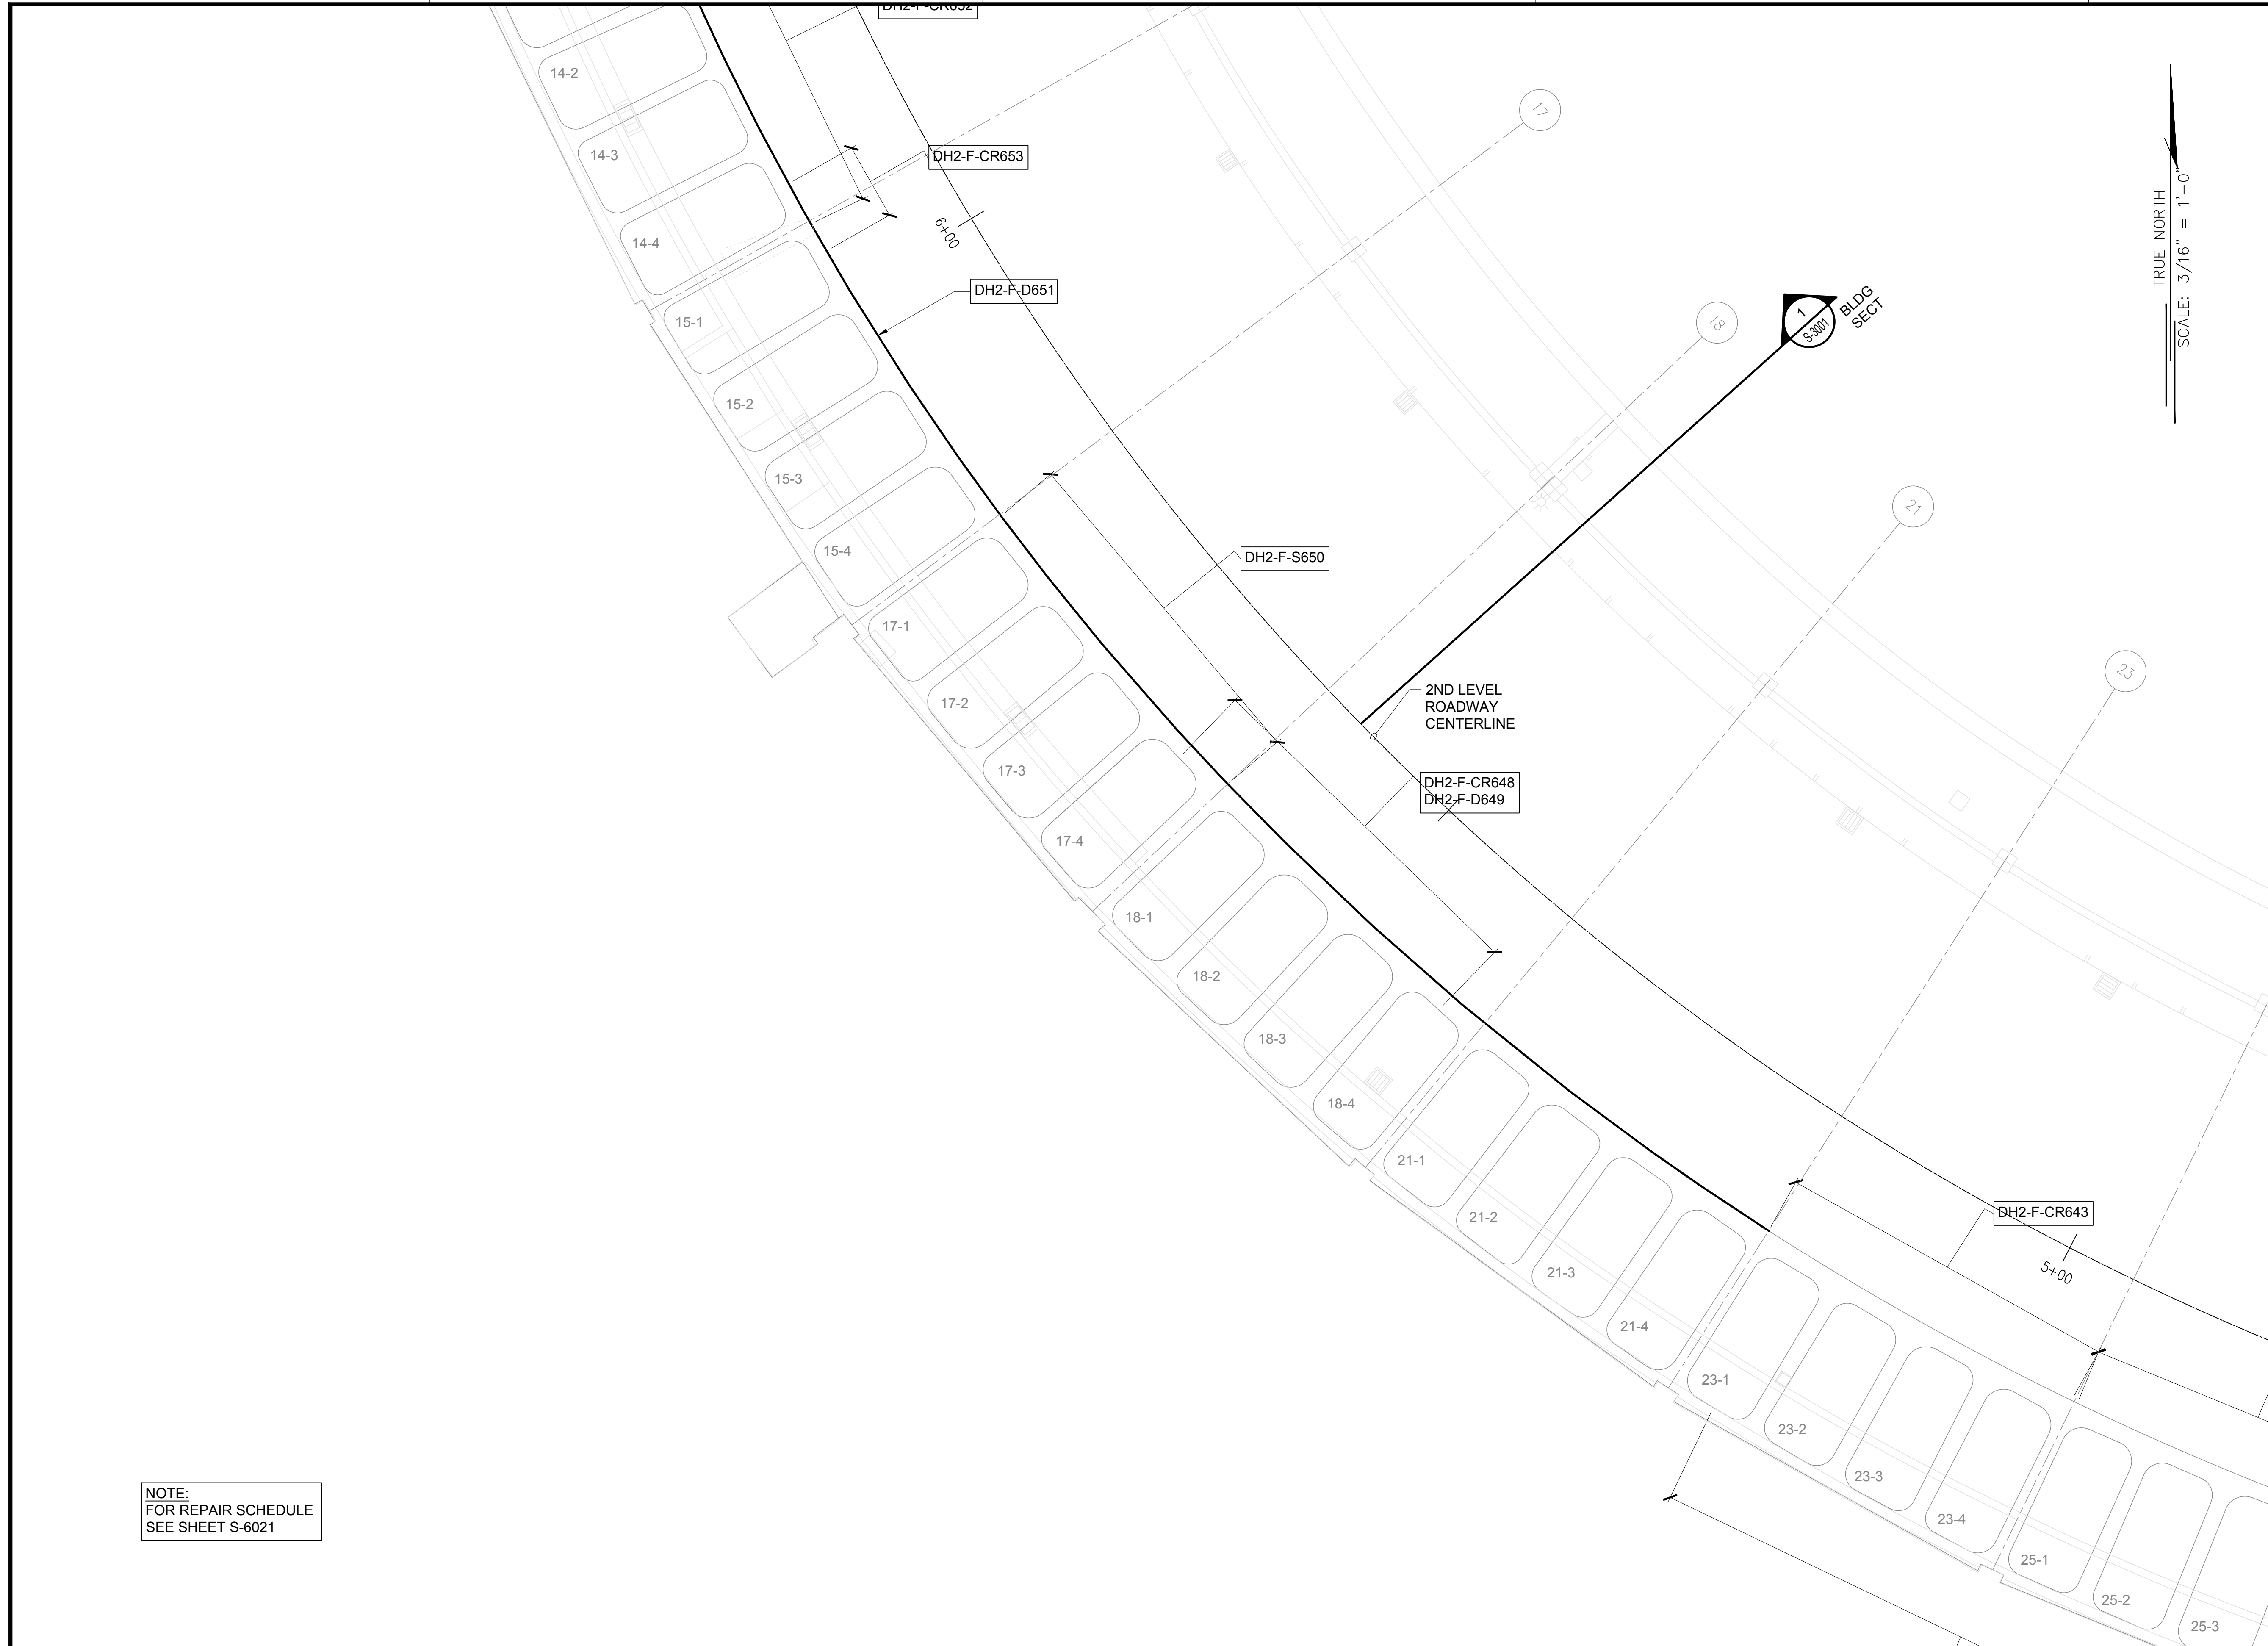 DH2-F-CR652
14-2
14-3
14-4
DH2-F-CR653
6+00
DH2-F-D651
15-1
15-2
15-3
15-4
17
18
21
23
1
S-3001
BLDG
SECT
TRUE NORTH
SCALE: 3/16" = 1'-0"
DH2-F-S650
17-1
17-2
17-3
17-4
2ND LEVEL
ROADWAY
CENTERLINE
DH2-F-CR648
DH2-F-D649
18-1
18-2
18-3
18-4
21-1
21-2
21-3
21-4
DH2-F-CR643
5+00
23-1
23-2
23-3
23-4
25-1
25-2
25-3
NOTE:
FOR REPAIR SCHEDULE
SEE SHEET S-6021